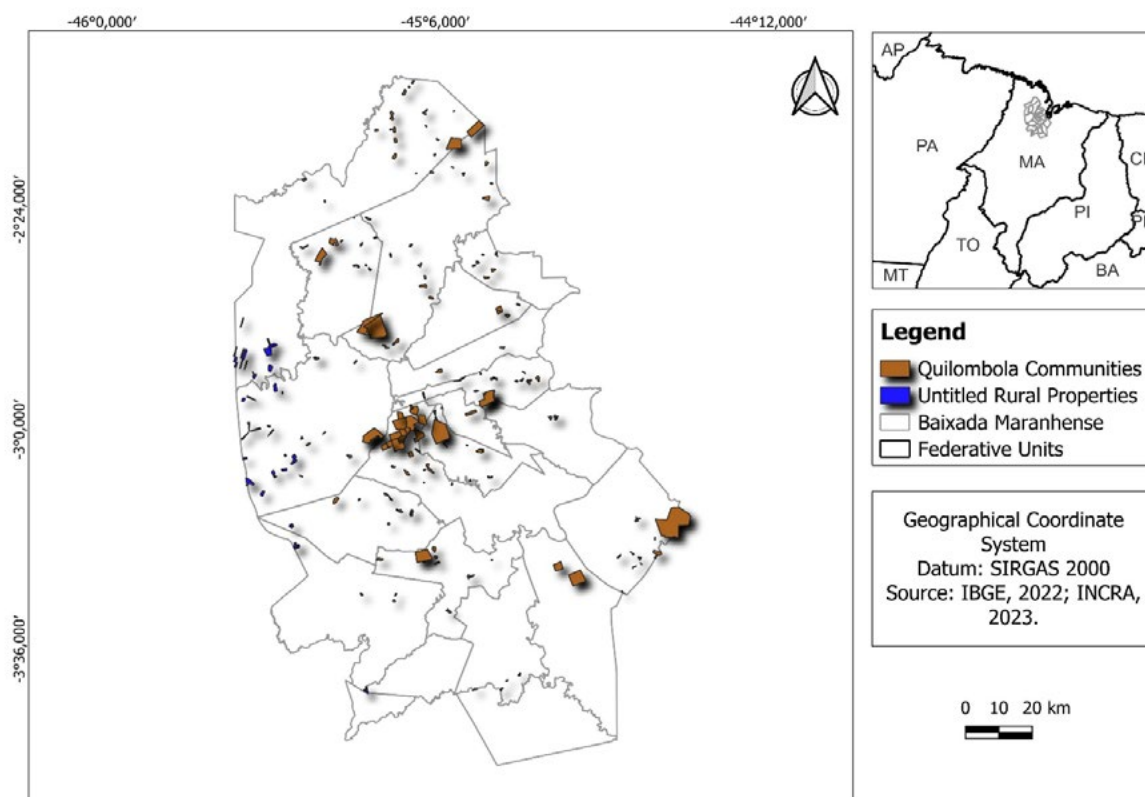 -46°0,000′
-45°6,000′
-44°12,000′
-2°24,000′
-3°0,000′
-3°36,000′
AP
PA
MA
PI
TO
MT
BA
Legend
Quilombola Communities
Untitled Rural Properties
Baixada Maranhense
Federative Units
Geographical Coordinate
System
Datum: SIRGAS 2000
Source: IBGE, 2022; INCRA,
2023.
0 10 20 km